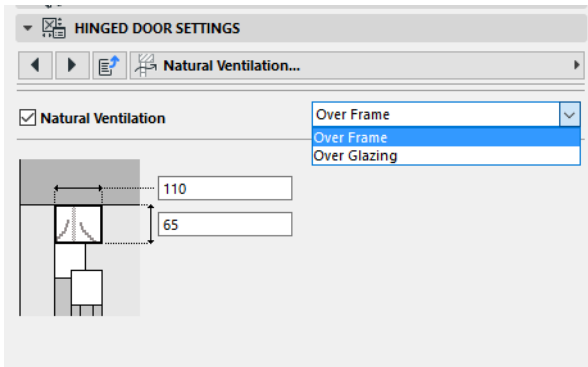 HINGED DOOR SETTINGS
Natural Ventilation...
Natural Ventilation
Over Frame
Over Frame
Over Glazing
110
65